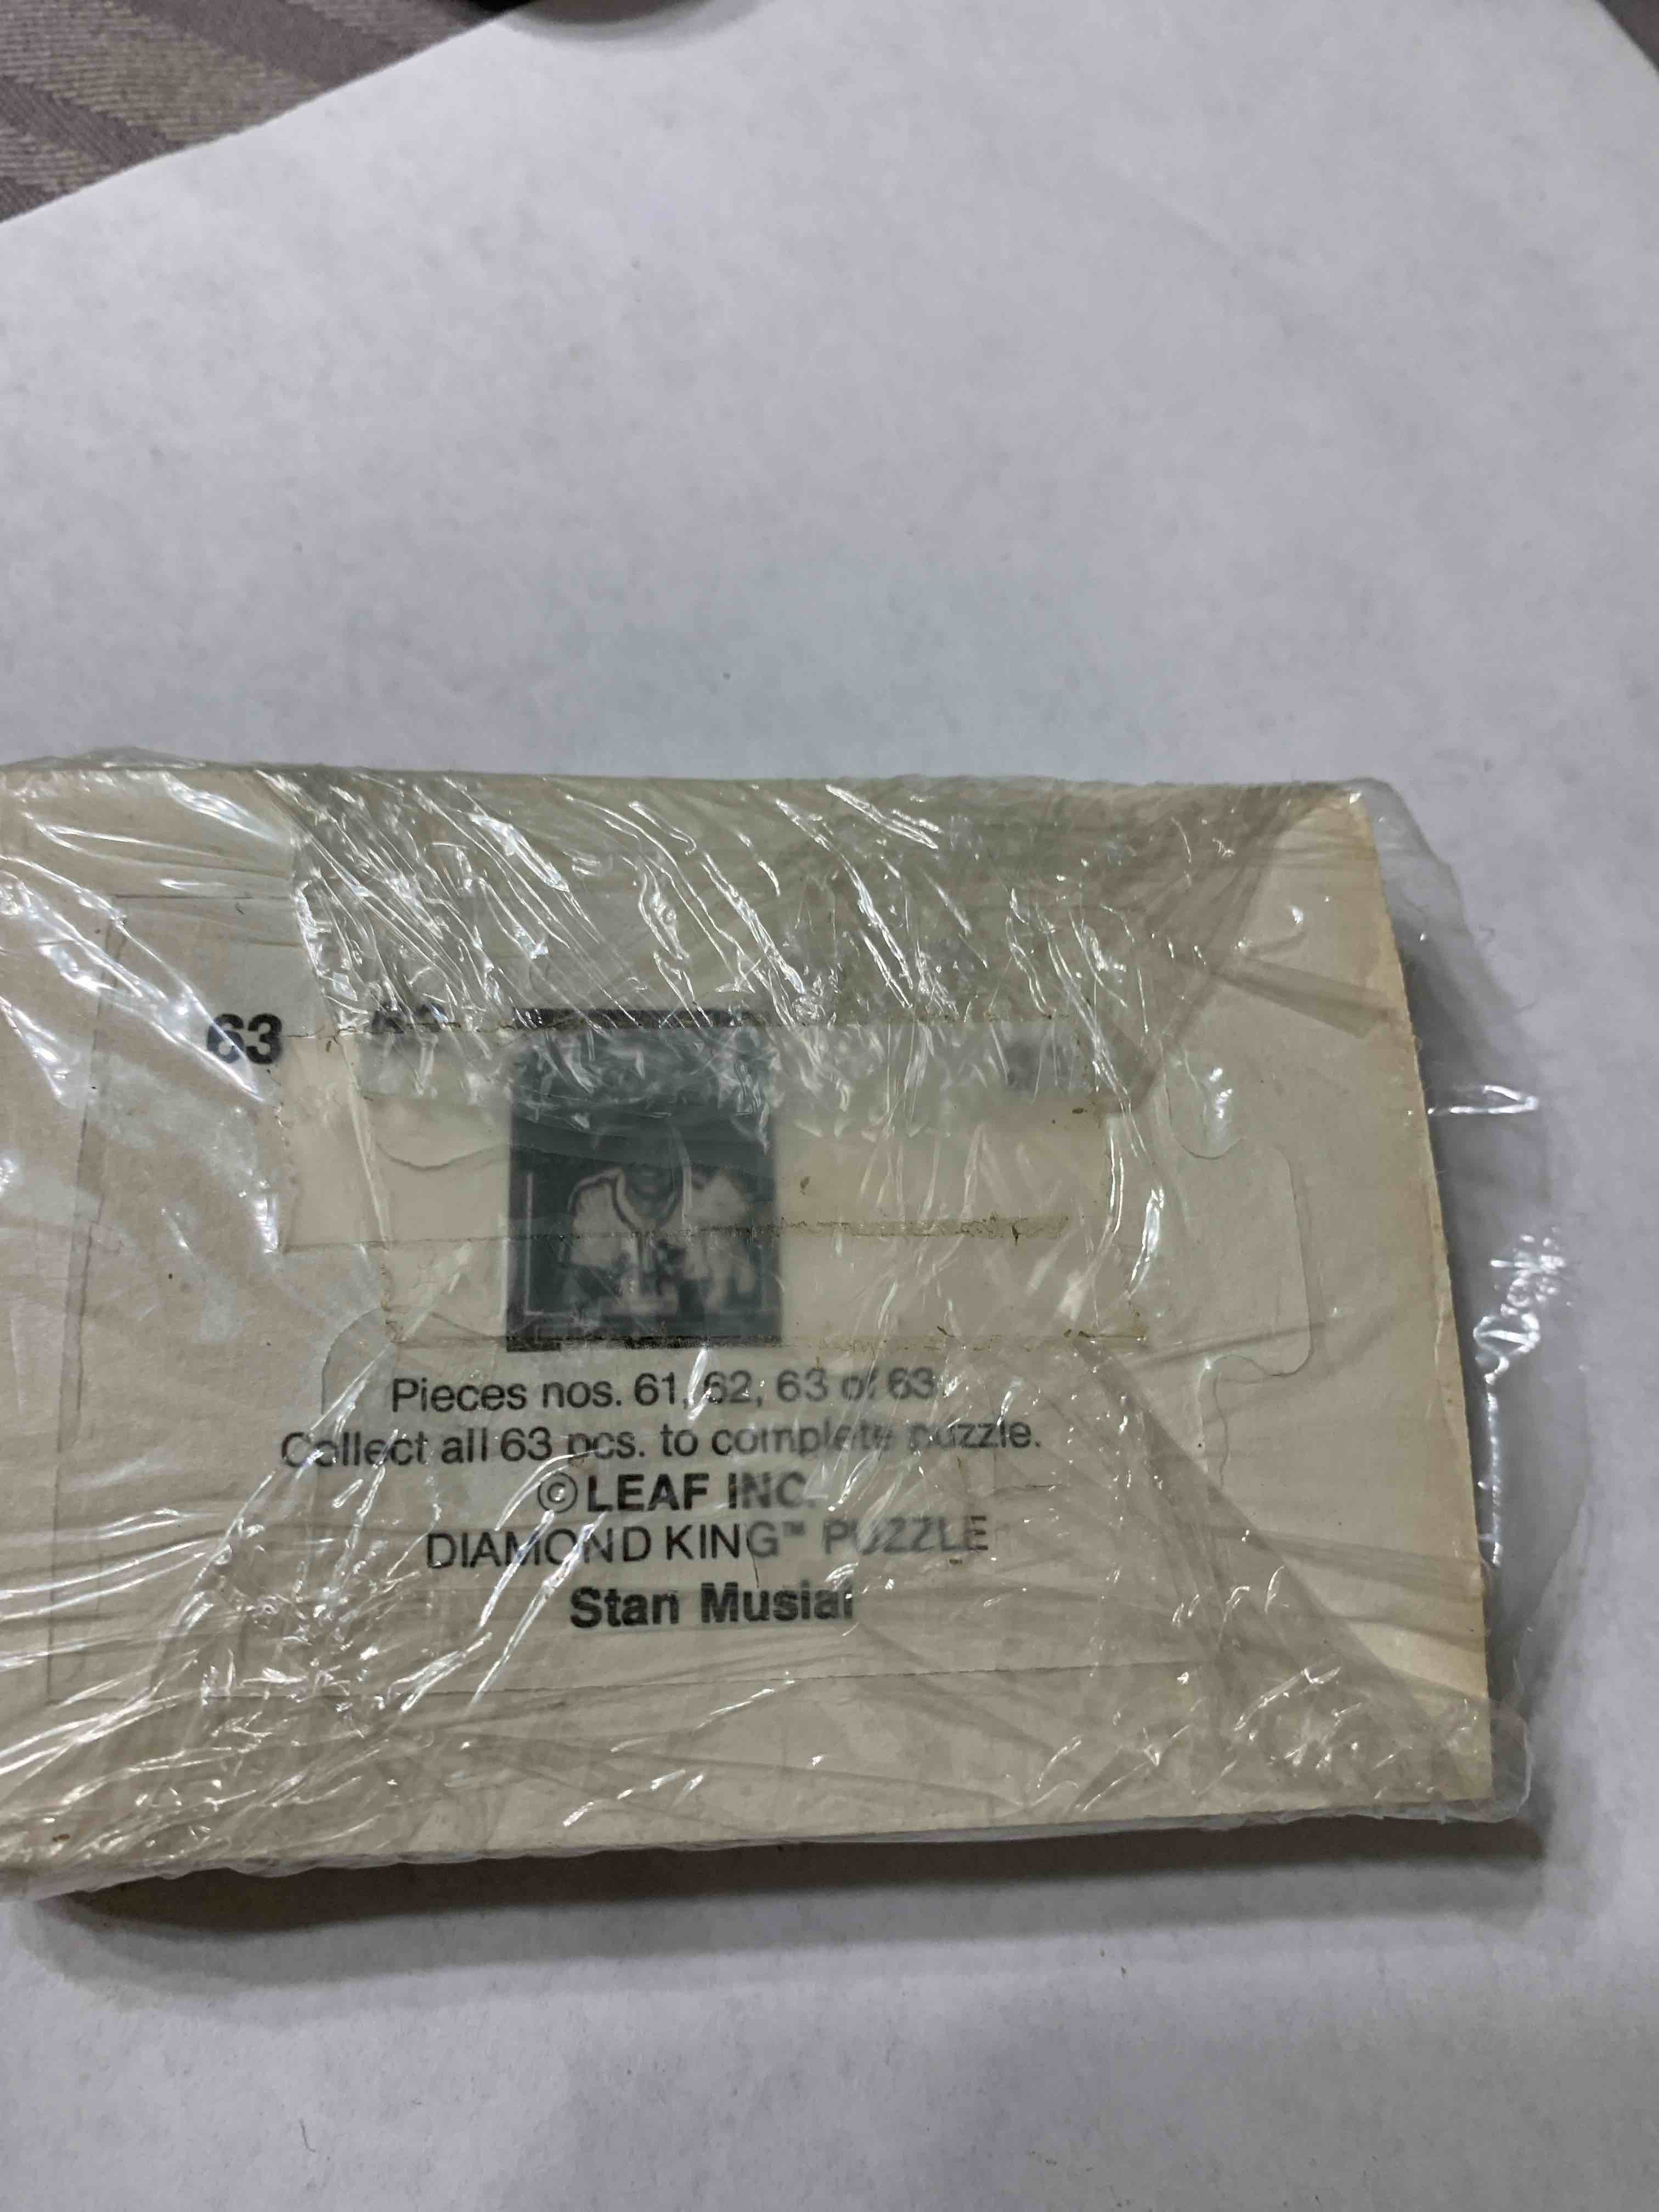 63
Pieces nos. 61, 62, 63 of 63.
Collect all 63 pcs. to complete puzzle.
© LEAF INC.
DIAMOND KING™ PUZZLE
Stan Musial